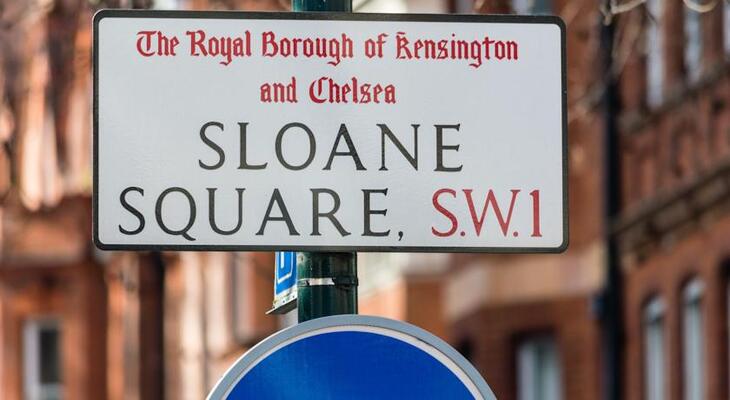 The Royal Borough of Kensington
and Chelsea
SLOANE
SQUARE, S.W.1